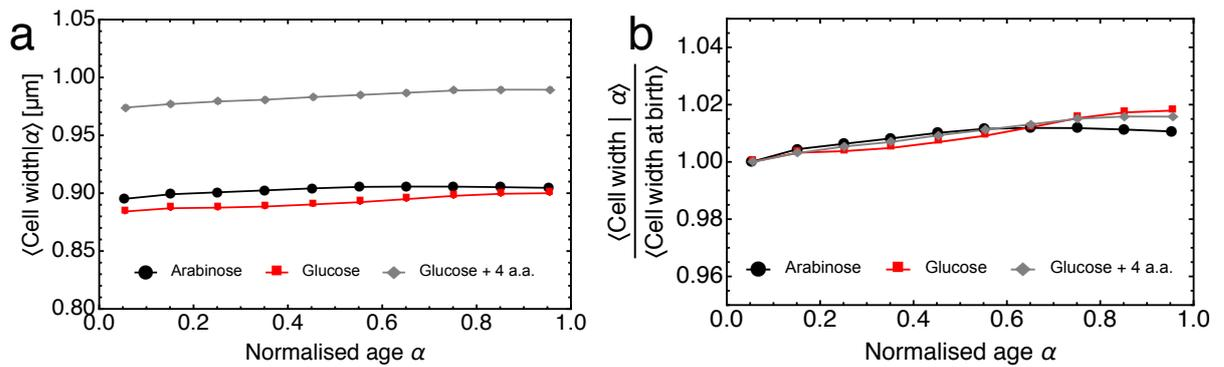 a
1.05
1.00
0.95
0.90
0.85
0.80
⟨Cell width|α⟩ [µm]
Arabinose Glucose Glucose + 4 a.a.
0.0 0.2 0.4 0.6 0.8 1.0
Normalised age α
b
1.04
1.02
1.00
0.98
0.96
⟨Cell width | α⟩
⟨Cell width at birth⟩
Arabinose Glucose Glucose + 4 a.a.
0.0 0.2 0.4 0.6 0.8 1.0
Normalised age α